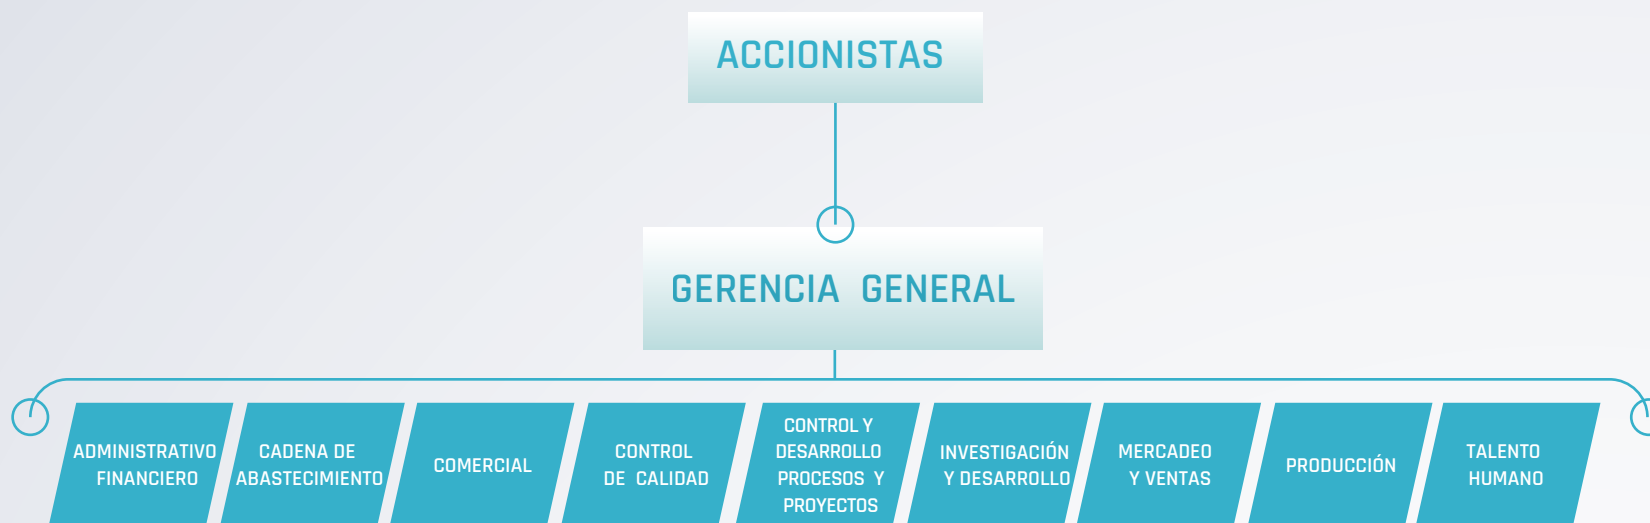 ACCIONISTAS
GERENCIA GENERAL
ADMINISTRATIVO
FINANCIERO
CADENA DE
ABASTECIMIENTO
COMERCIAL
CONTROL
DE CALIDAD
CONTROL Y
DESARROLLO
PROCESOS Y
PROYECTOS
INVESTIGACIÓN
Y DESARROLLO
MERCADEO
Y VENTAS
PRODUCCIÓN
TALENTO
HUMANO